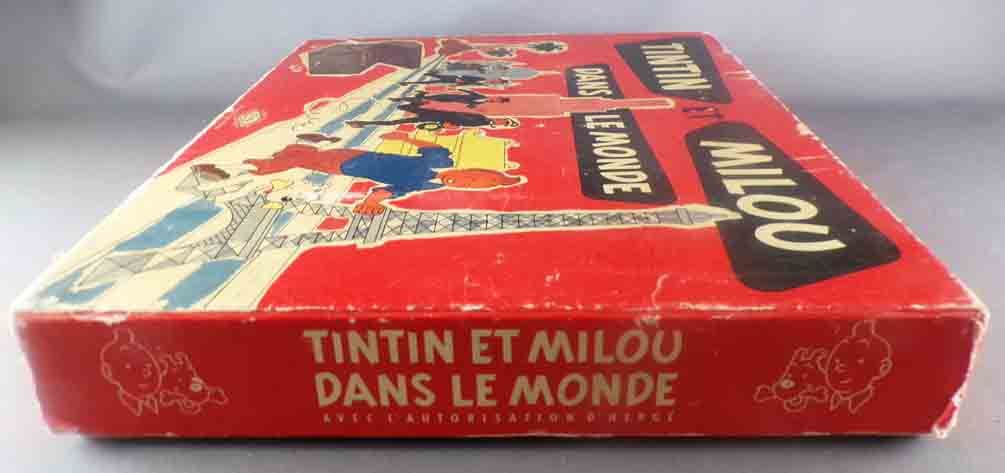 TINTIN
ET
MILOU
DANS
LE MONDE
TINTIN ET MILOU
DANS LE MONDE
AVEC L'AUTORISATION D'HERGÉ